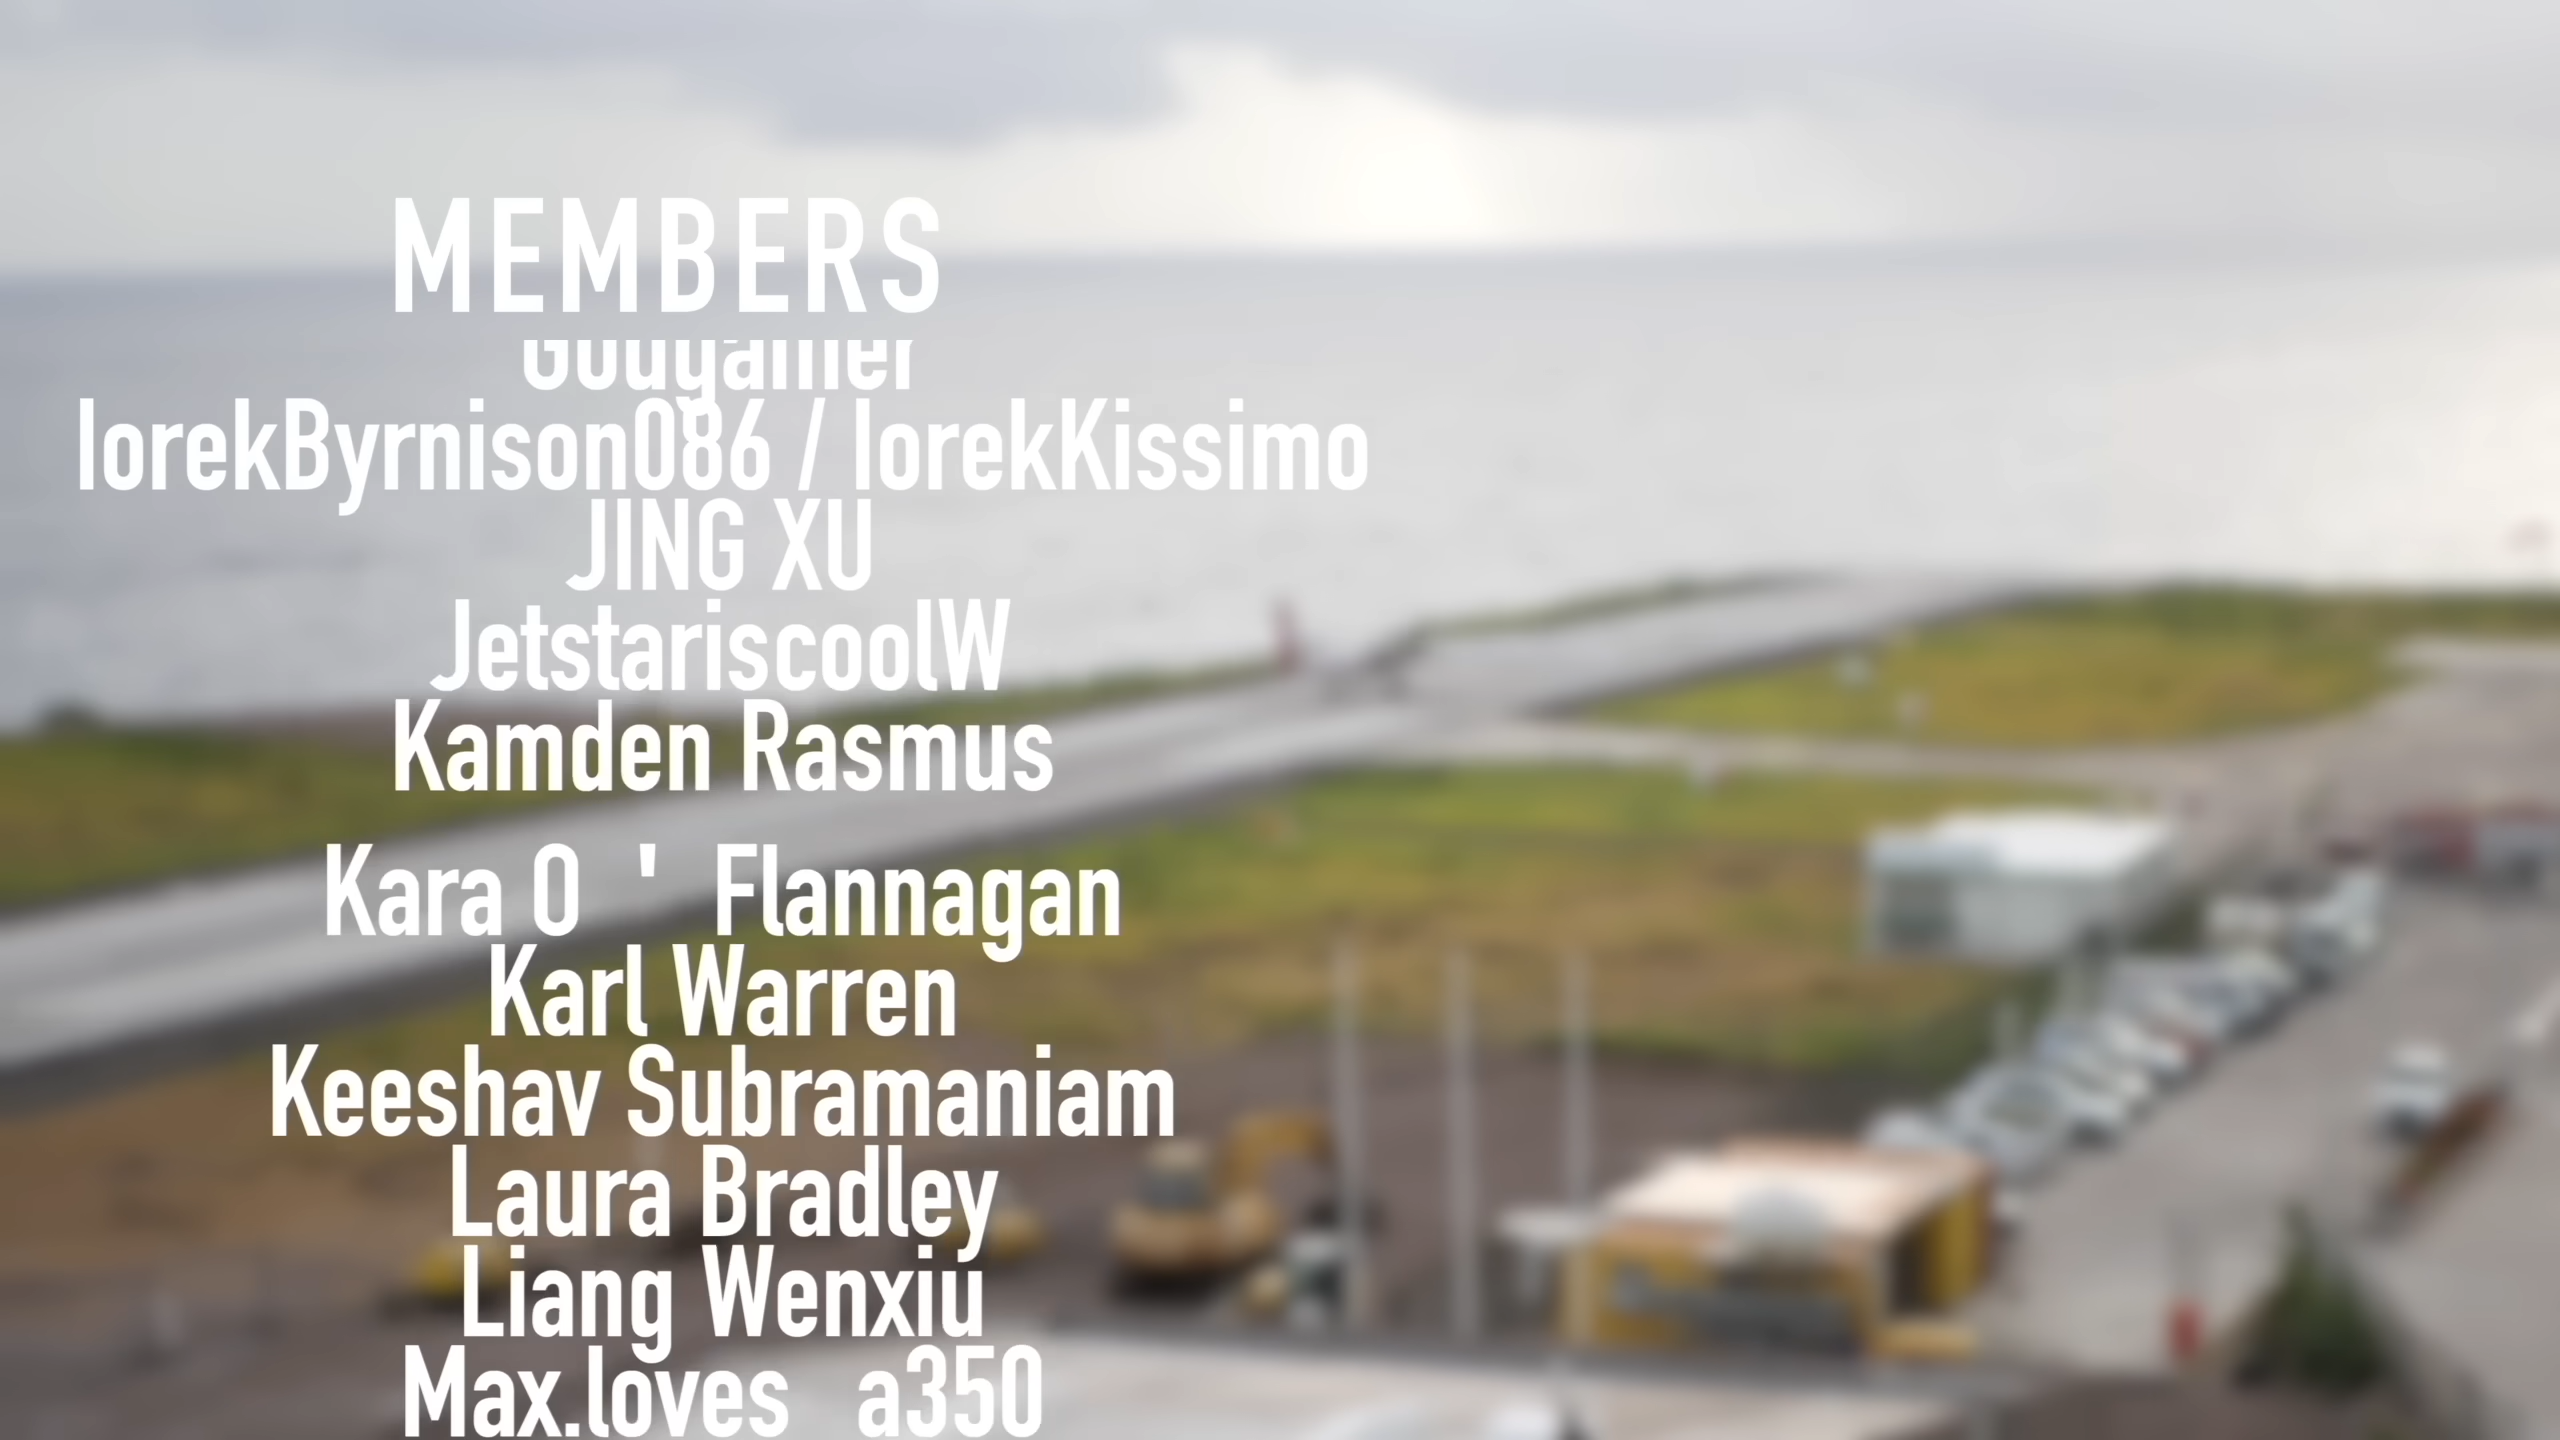 MEMBERS
IorekByrnison086 / IorekKissimo
JING XU
JetstariscoolW
Kamden Rasmus
Kara O ' Flannagan
Karl Warren
Keeshav Subramaniam
Laura Bradley
Liang Wenxiu
Max.loves a350